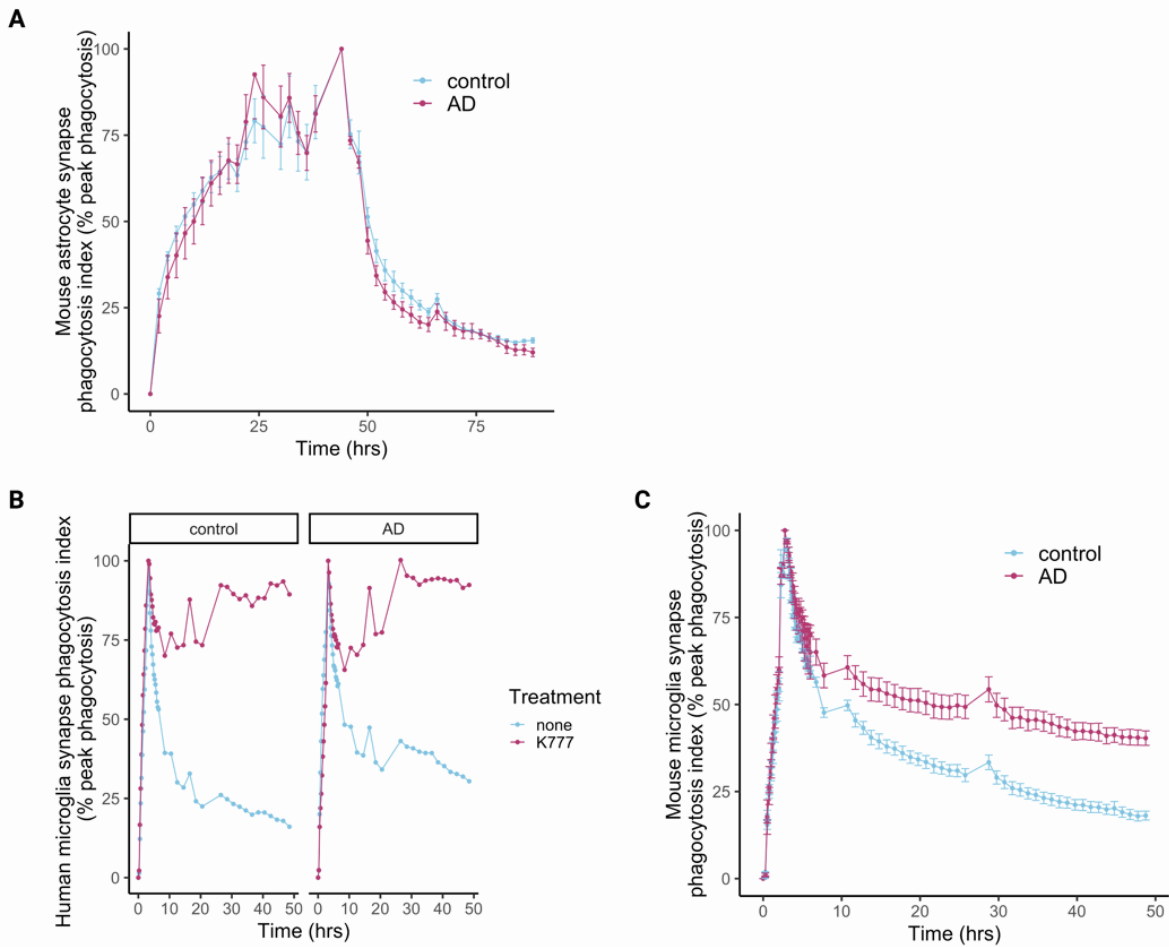 A
Mouse astrocyte synapse
phagocytosis index (% peak phagocytosis)
100
75
50
25
0
control
AD
0 25 50 75
Time (hrs)
B
Human microglia synapse phagocytosis index
(% peak phagocytosis)
control AD
100
75
50
25
0
0 10 20 30 40 50 0 10 20 30 40 50
Time (hrs)
Treatment
none
K777
C
Mouse microglia synapse
phagocytosis index (% peak phagocytosis)
100
75
50
25
0
control
AD
0 10 20 30 40 50
Time (hrs)